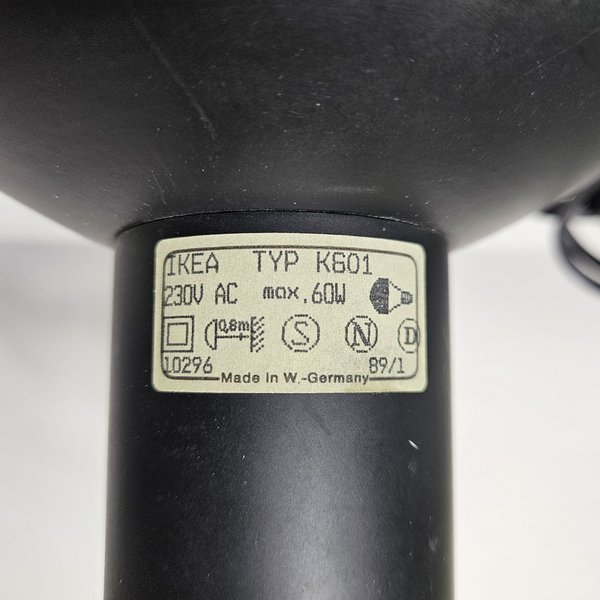 IKEA TYP K601
230V AC max.60W
0,8m S N D
10296 89/1
Made in W.-Germany